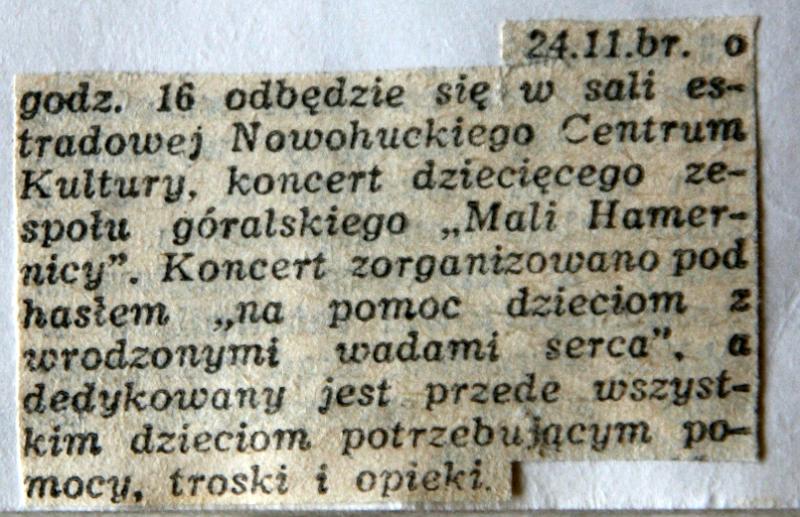 24.11.br. o
godz. 16 odbędzie się w sali es-
tradowej Nowohuckiego Centrum
Kultury, koncert dziecięcego ze-
społu góralskiego „Mali Hamer-
nicy”. Koncert zorganizowano pod
hasłem „na pomoc dzieciom z
wrodzonymi wadami serca”, a
dedykowany jest przede wszyst-
kim dzieciom potrzebującym po-
mocy, troski i opieki.